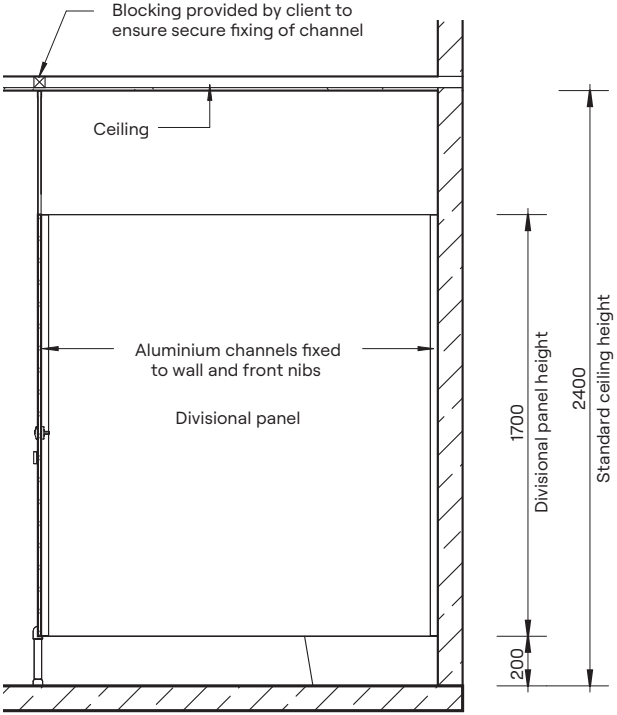 Blocking provided by client to
ensure secure fixing of channel
Ceiling
Aluminium channels fixed
to wall and front nibs
Divisional panel
1700
Divisional panel height
2400
Standard ceiling height
200